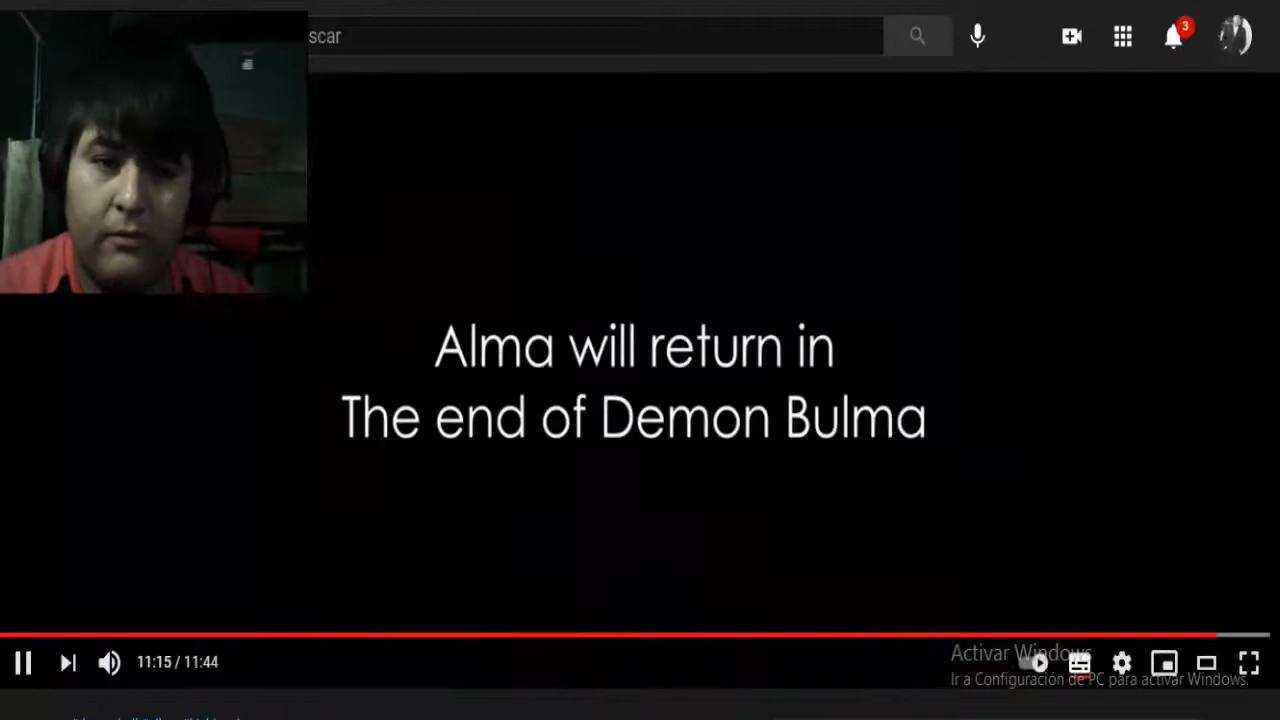 scar
3
Alma will return in
The end of Demon Bulma
11:15 / 11:44
Activar Windows
Ir a Configuración de PC para activar Windows.